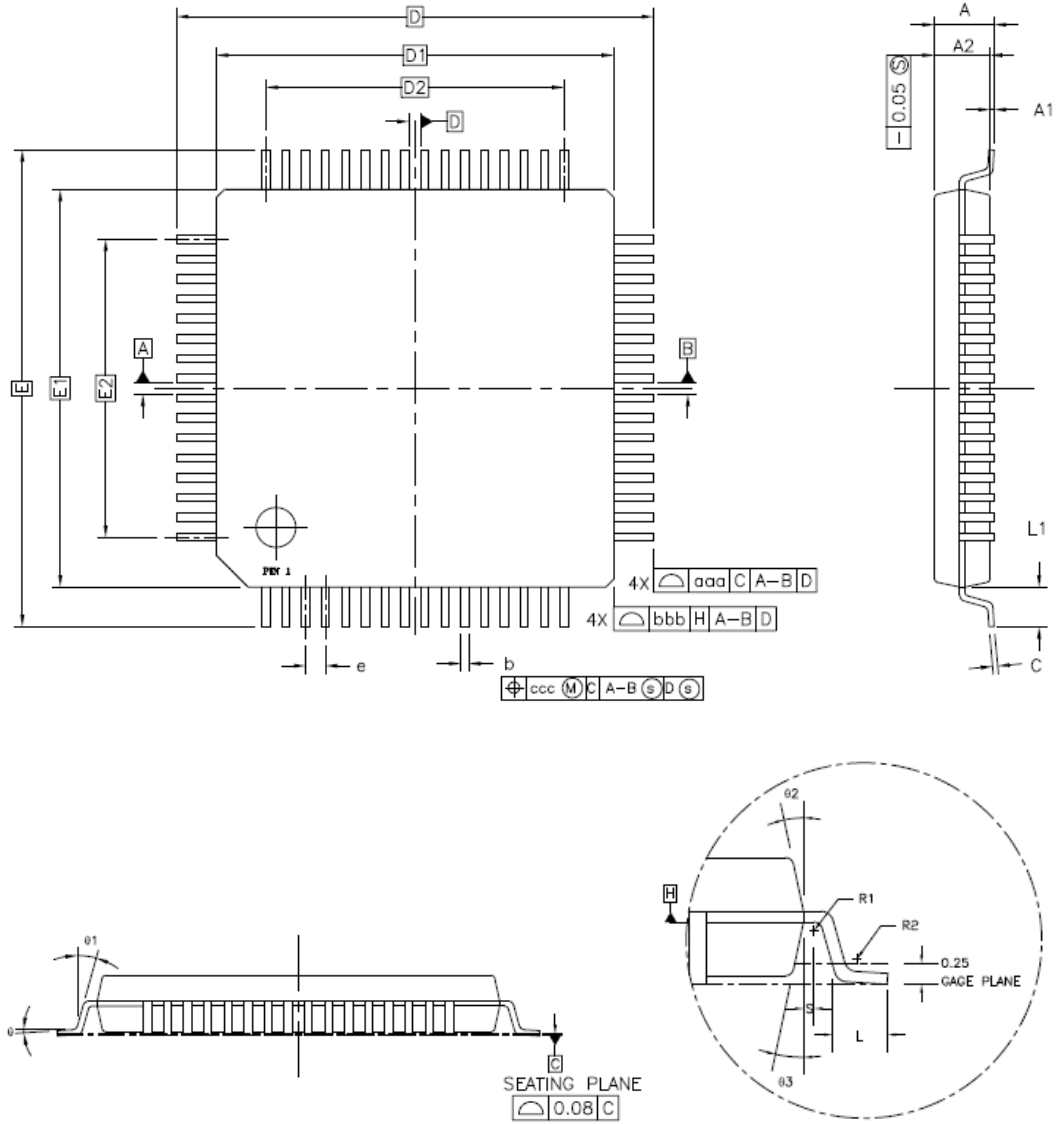 D
D1
D2
D
A
A2
A1
– 0.05 Ⓢ
E
E1
E2
A
B
PIN 1
4X ⌓ aaa C A–B D
4X ⌓ bbb H A–B D
e
b
⌖ ccc Ⓜ C A–B ⓢ D ⓢ
L1
C
θ2
H
R1
R2
0.25
GAGE PLANE
S
L
θ3
θ1
θ
C
SEATING PLANE
⌓ 0.08 C